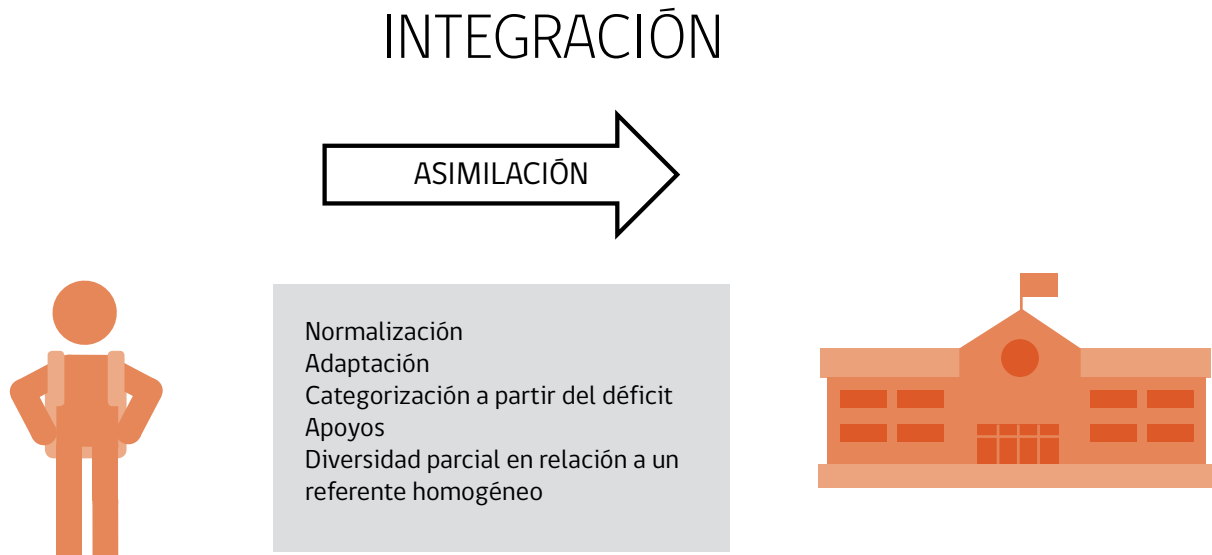 INTEGRACIÓN
ASIMILACIÓN
Normalización
Adaptación
Categorización a partir del déficit
Apoyos
Diversidad parcial en relación a un
referente homogéneo